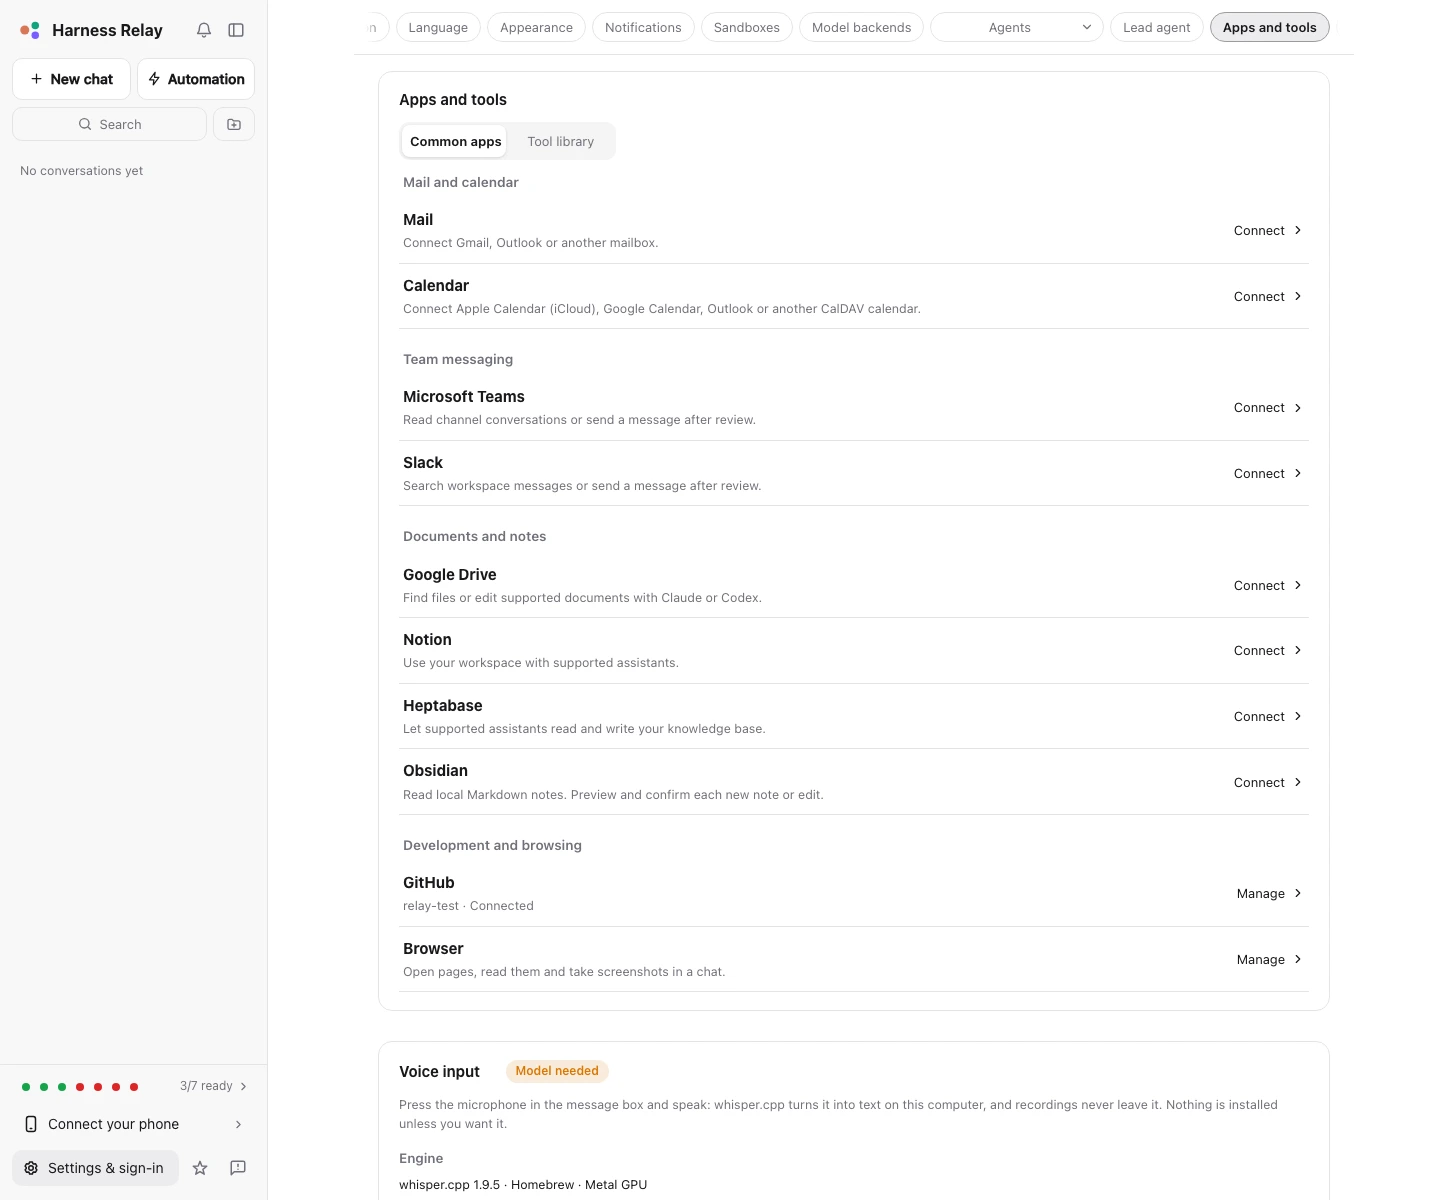 Harness Relay
New chat
Automation
Search
No conversations yet
3/7 ready
Connect your phone
Settings & sign-in
Language
Appearance
Notifications
Sandboxes
Model backends
Agents
Lead agent
Apps and tools
Apps and tools
Common apps
Tool library
Mail and calendar
Mail
Connect Gmail, Outlook or another mailbox.
Connect
Calendar
Connect Apple Calendar (iCloud), Google Calendar, Outlook or another CalDAV calendar.
Connect
Team messaging
Microsoft Teams
Read channel conversations or send a message after review.
Connect
Slack
Search workspace messages or send a message after review.
Connect
Documents and notes
Google Drive
Find files or edit supported documents with Claude or Codex.
Connect
Notion
Use your workspace with supported assistants.
Connect
Heptabase
Let supported assistants read and write your knowledge base.
Connect
Obsidian
Read local Markdown notes. Preview and confirm each new note or edit.
Connect
Development and browsing
GitHub
relay-test · Connected
Manage
Browser
Open pages, read them and take screenshots in a chat.
Manage
Voice input
Model needed
Press the microphone in the message box and speak: whisper.cpp turns it into text on this computer, and recordings never leave it. Nothing is installed
unless you want it.
Engine
whisper.cpp 1.9.5 · Homebrew · Metal GPU